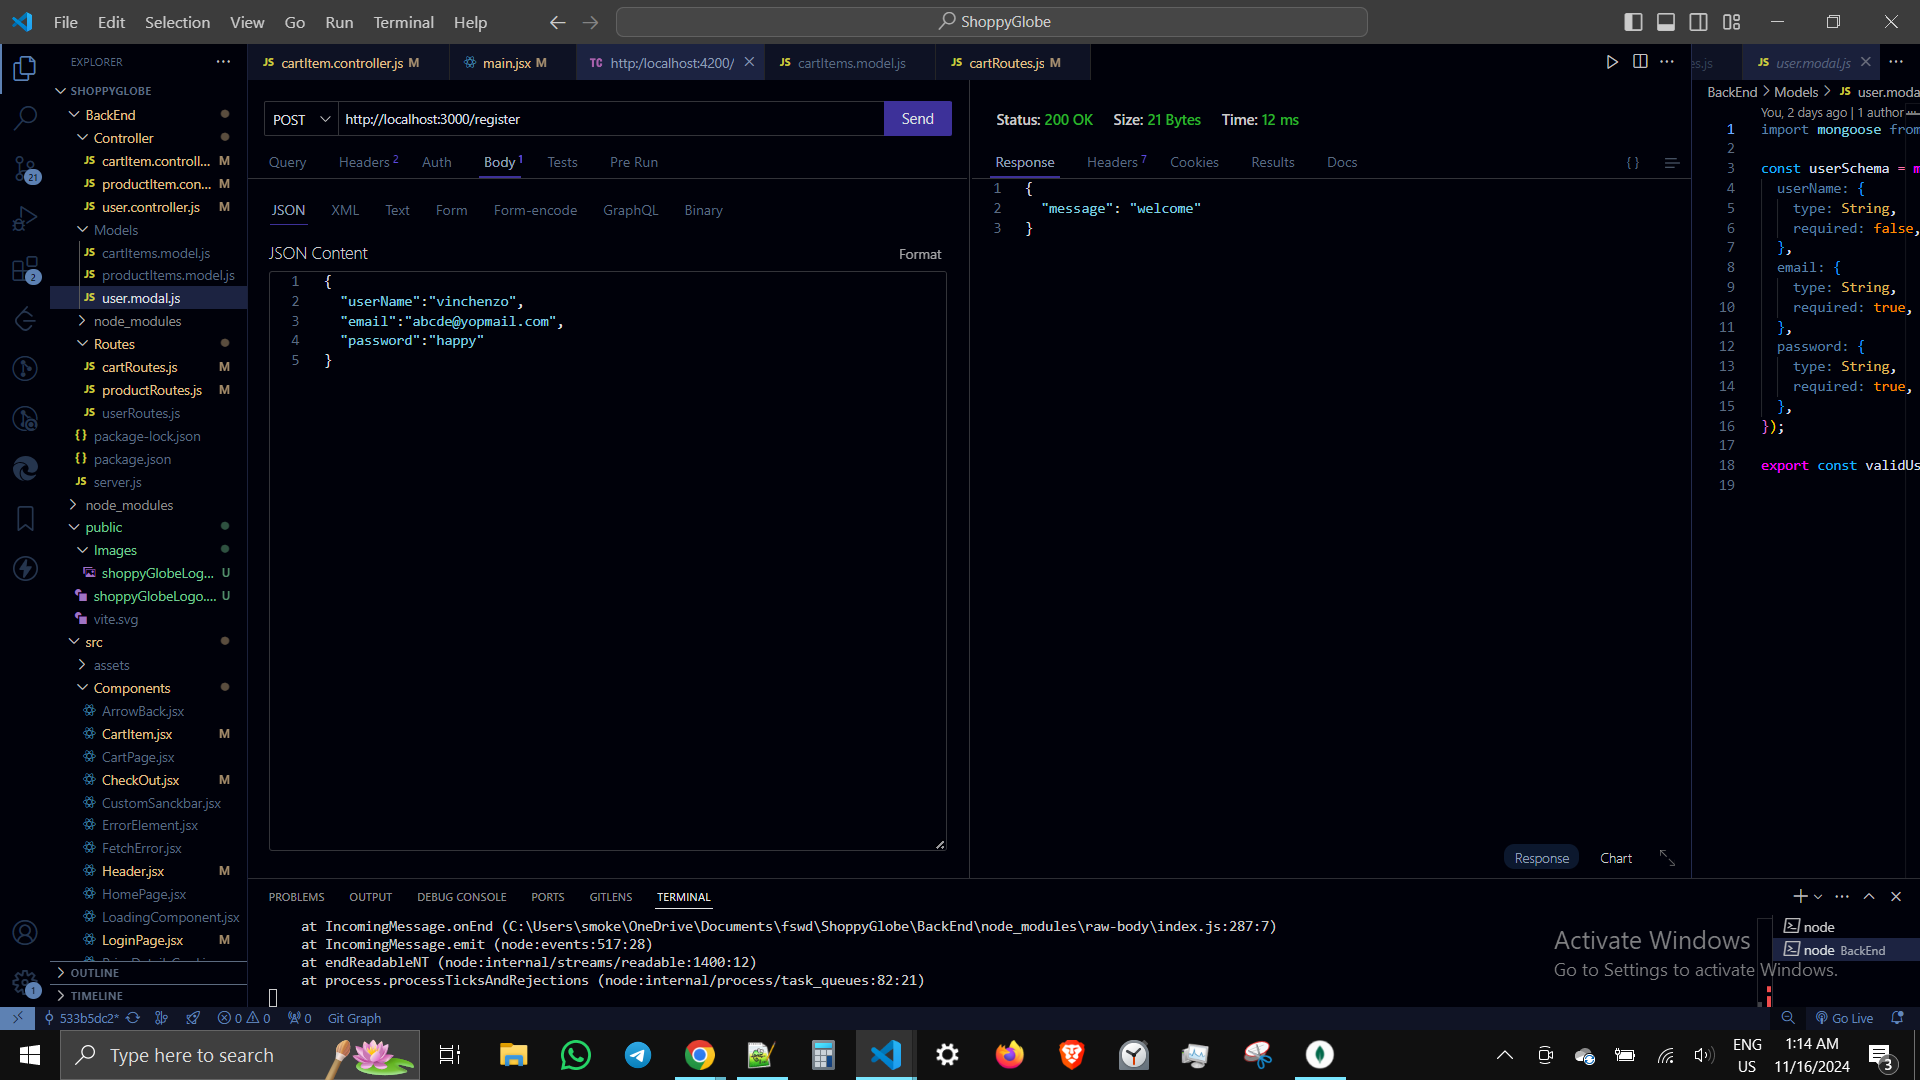 File Edit Selection View Go Run Terminal Help
ShoppyGlobe
EXPLORER
SHOPPYGLOBE
BackEnd
Controller
cartItem.controll... M
productItem.con... M
user.controller.js M
Models
cartItems.model.js
productItems.model.js
user.modal.js
node_modules
Routes
cartRoutes.js M
productRoutes.js M
userRoutes.js
package-lock.json
package.json
server.js
node_modules
public
Images
shoppyGlobeLog... U
shoppyGlobeLogo.... U
vite.svg
src
assets
Components
ArrowBack.jsx
CartItem.jsx M
CartPage.jsx
CheckOut.jsx M
CustomSanckbar.jsx
ErrorElement.jsx
FetchError.jsx
Header.jsx M
HomePage.jsx
LoadingComponent.jsx
LoginPage.jsx M
OUTLINE
TIMELINE
21
2
1
JS cartItem.controller.js M
main.jsx M
TC http:/localhost:4200/
JS cartItems.model.js
JS cartRoutes.js M
es.js
JS user.modal.js
POST http://localhost:3000/register Send
Query Headers 2 Auth Body 1 Tests Pre Run
JSON XML Text Form Form-encode GraphQL Binary
JSON Content Format
1 {
2 "userName":"vinchenzo",
3 "email":"abcde@yopmail.com",
4 "password":"happy"
5 }
Status: 200 OK Size: 21 Bytes Time: 12 ms
Response Headers 7 Cookies Results Docs
{ }
1 {
2 "message": "welcome"
3 }
Response Chart
BackEnd > Models > JS user.moda
You, 2 days ago | 1 author
1 import mongoose from
2
3 const userSchema = m
4 userName: {
5 type: String,
6 required: false,
7 },
8 email: {
9 type: String,
10 required: true,
11 },
12 password: {
13 type: String,
14 required: true,
15 },
16 });
17
18 export const validUs
19
PROBLEMS OUTPUT DEBUG CONSOLE PORTS GITLENS TERMINAL
at IncomingMessage.onEnd (C:\Users\smoke\OneDrive\Documents\fswd\ShoppyGlobe\BackEnd\node_modules\raw-body\index.js:287:7)
at IncomingMessage.emit (node:events:517:28)
at endReadableNT (node:internal/streams/readable:1400:12)
at process.processTicksAndRejections (node:internal/process/task_queues:82:21)
node
node BackEnd
Activate Windows
Go to Settings to activate Windows.
533b5dc2* 0 0 0 Git Graph
Go Live
Type here to search
ENG
US
1:14 AM
11/16/2024
3